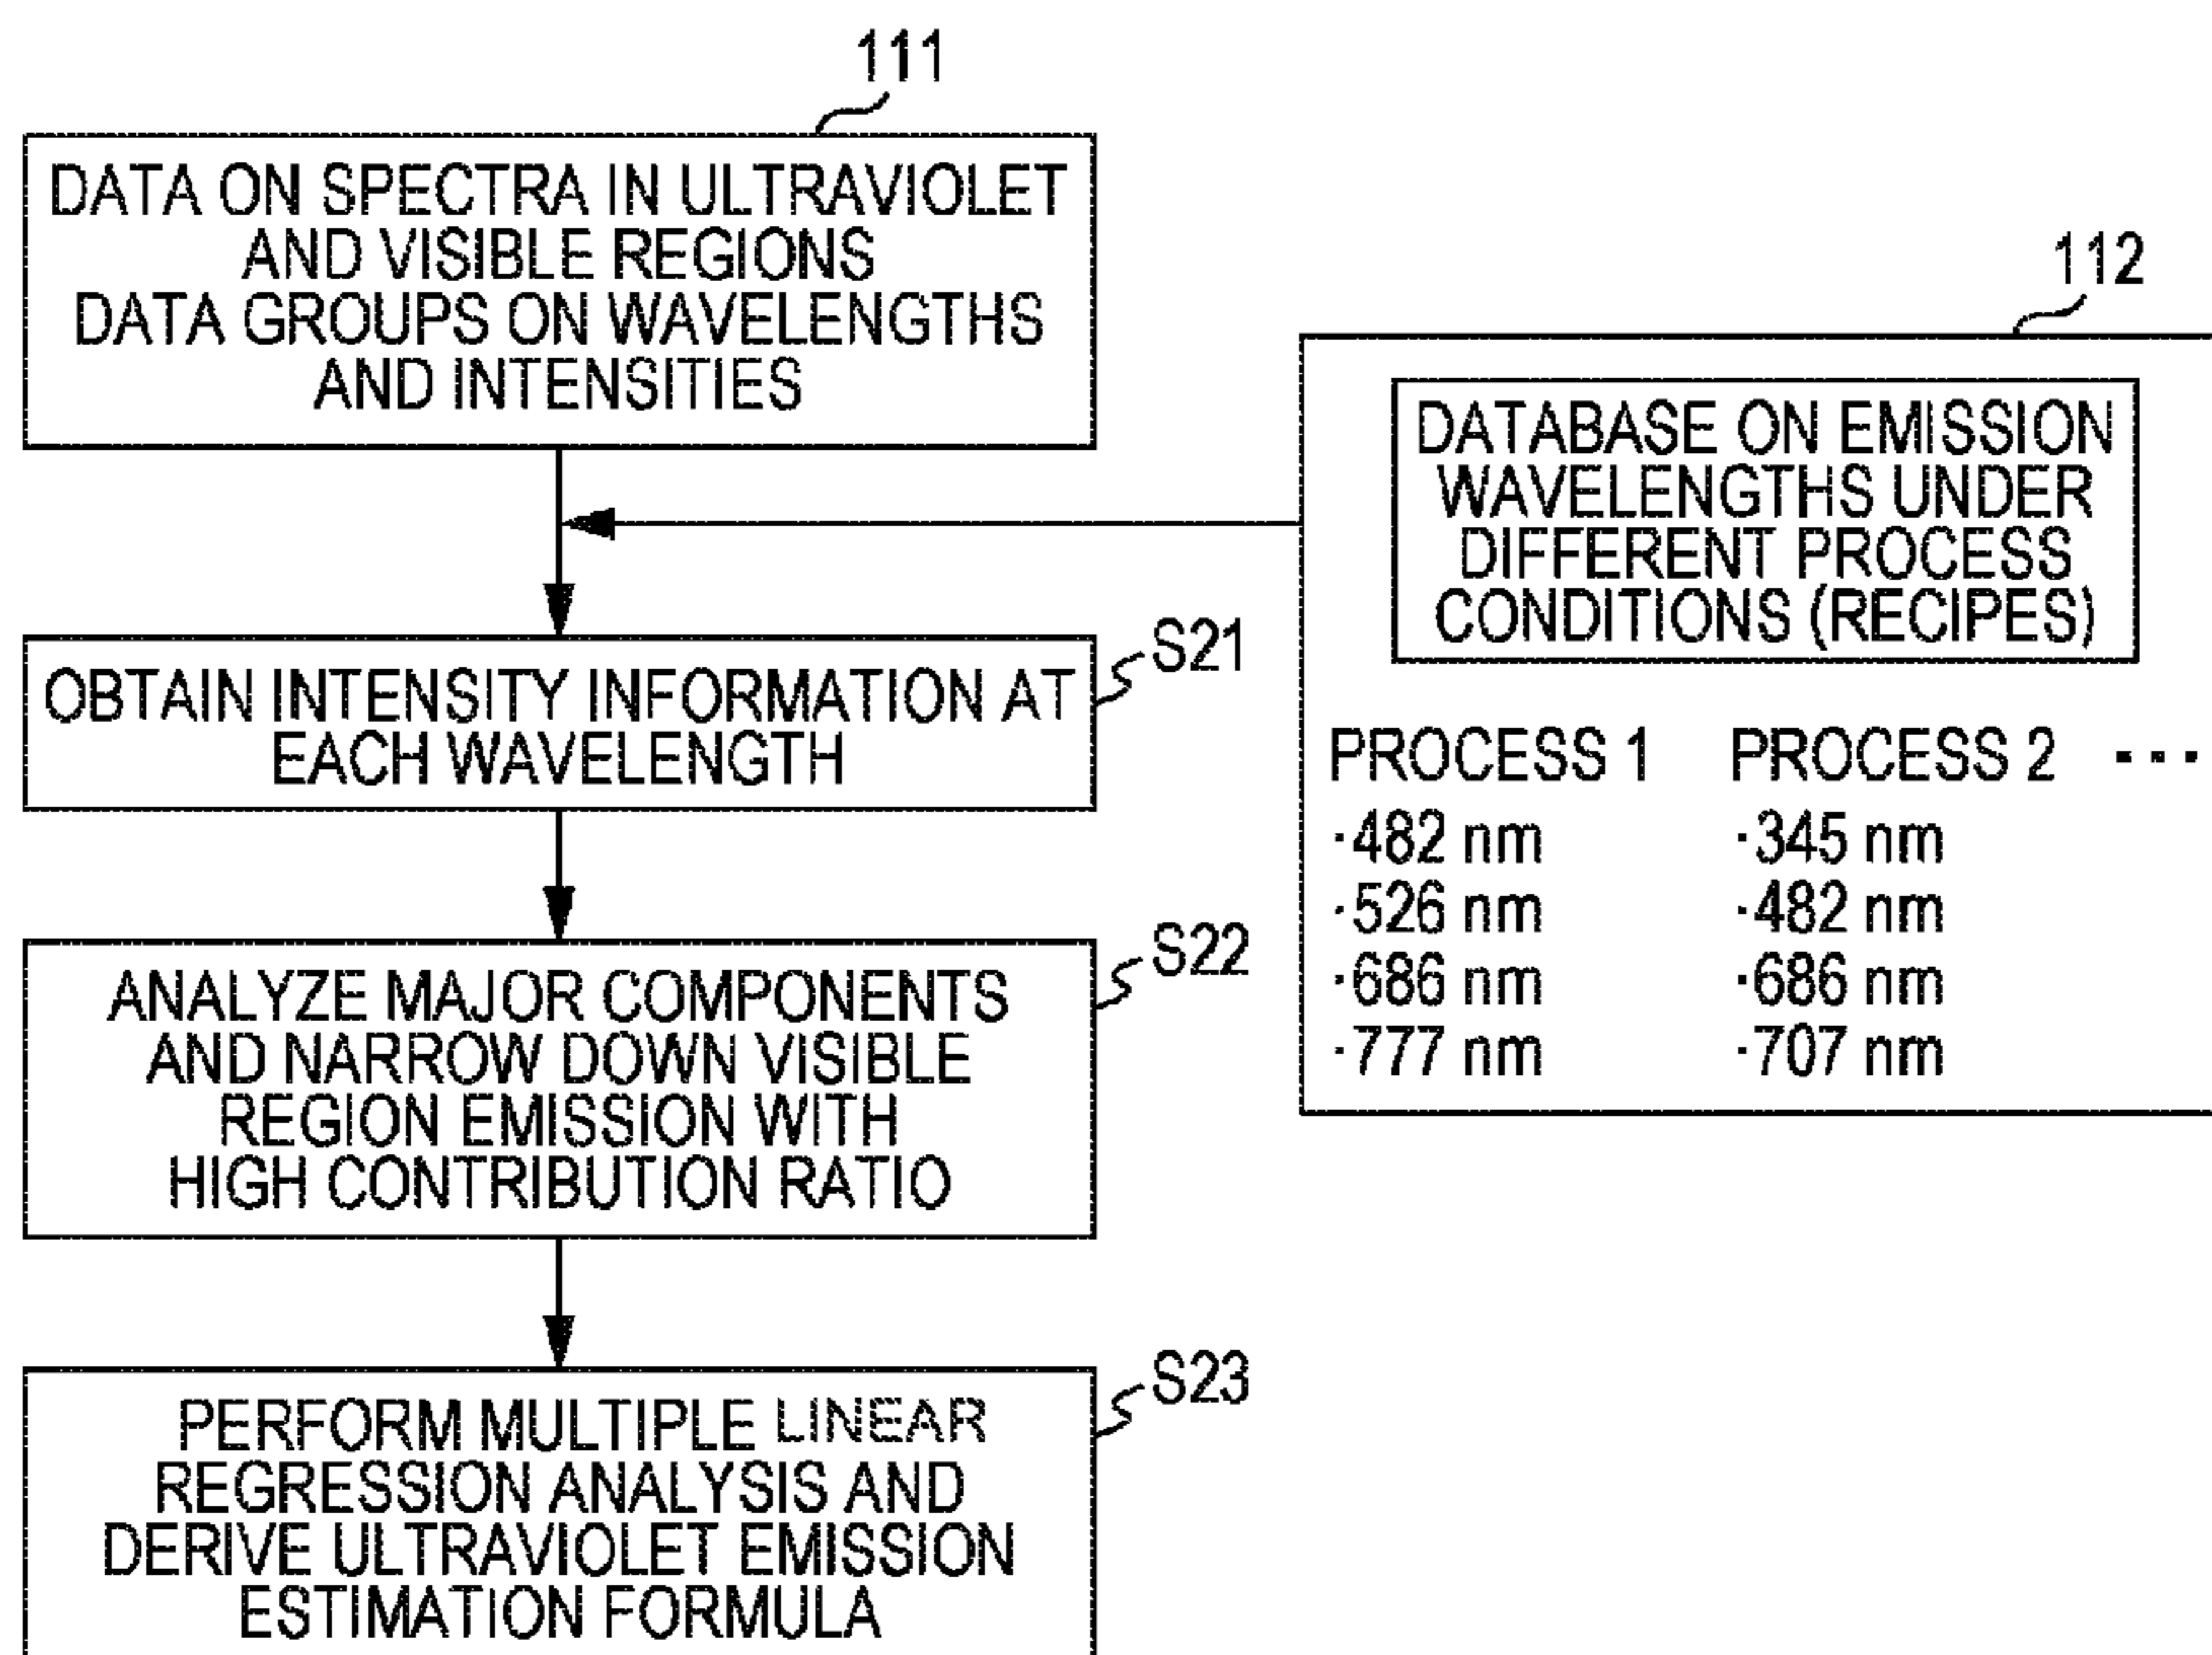 111
DATA ON SPECTRA IN ULTRAVIOLET
AND VISIBLE REGIONS
DATA GROUPS ON WAVELENGTHS
AND INTENSITIES
112
DATABASE ON EMISSION
WAVELENGTHS UNDER
DIFFERENT PROCESS
CONDITIONS (RECIPES)
PROCESS 1 PROCESS 2 ···
·482 nm ·345 nm
·526 nm ·482 nm
·686 nm ·686 nm
·777 nm ·707 nm
S21
OBTAIN INTENSITY INFORMATION AT
EACH WAVELENGTH
S22
ANALYZE MAJOR COMPONENTS
AND NARROW DOWN VISIBLE
REGION EMISSION WITH
HIGH CONTRIBUTION RATIO
S23
PERFORM MULTIPLE LINEAR
REGRESSION ANALYSIS AND
DERIVE ULTRAVIOLET EMISSION
ESTIMATION FORMULA